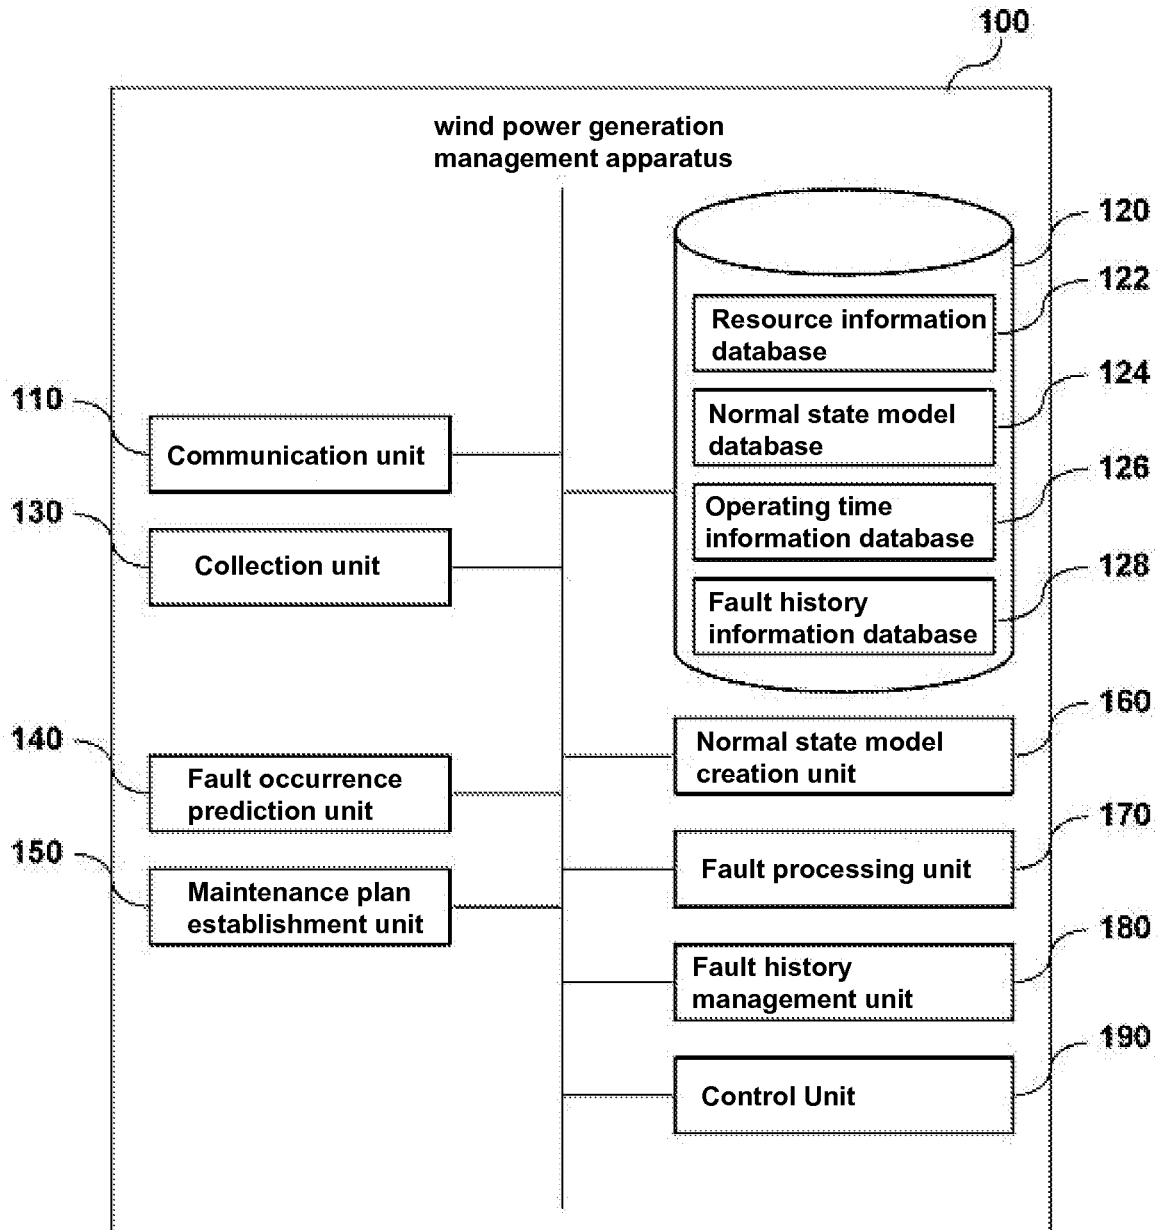 100
wind power generation
management apparatus
120
122
Resource information
database
124
Normal state model
database
126
Operating time
information database
128
Fault history
information database
110
Communication unit
130
Collection unit
140
Fault occurrence
prediction unit
150
Maintenance plan
establishment unit
160
Normal state model
creation unit
170
Fault processing unit
180
Fault history
management unit
190
Control Unit